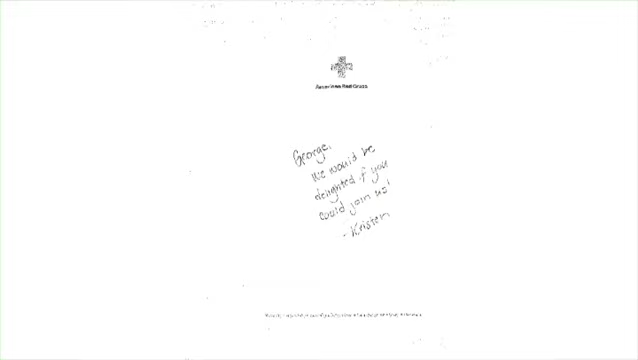 American Red Cross
George,
We would be
delighted if you
could join us!
- Kristen